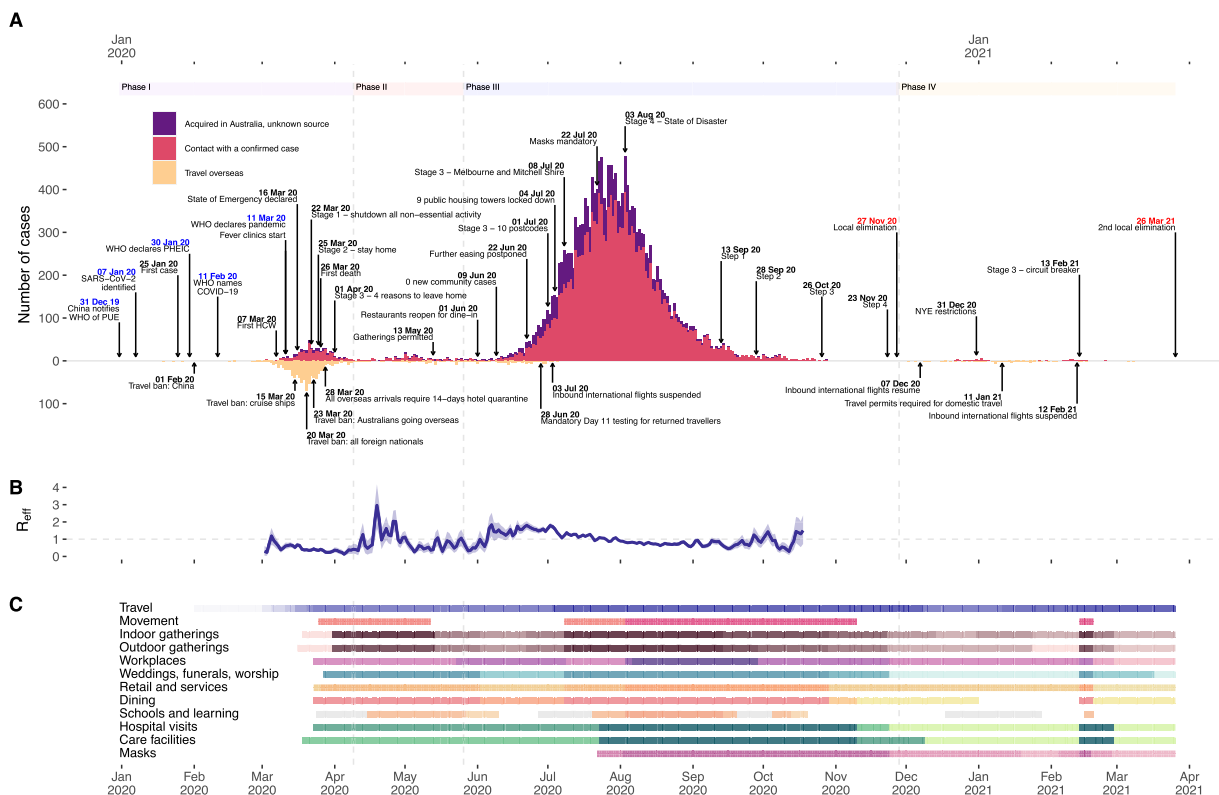 A
Jan
2020
Jan
2021
Phase I
Phase II
Phase III
Phase IV
Number of cases
600
500
400
300
200
100
0
100
Acquired in Australia, unknown source
Contact with a confirmed case
Travel overseas
31 Dec 19
China notifies
WHO of PUE
07 Jan 20
SARS−CoV−2
identified
25 Jan 20
First case
30 Jan 20
WHO declares PHEIC
11 Feb 20
WHO names
COVID−19
07 Mar 20
First HCW
11 Mar 20
WHO declares pandemic
Fever clinics start
16 Mar 20
State of Emergency declared
22 Mar 20
Stage 1 − shutdown all non−essential activity
25 Mar 20
Stage 2 − stay home
26 Mar 20
First death
01 Apr 20
Stage 3 − 4 reasons to leave home
13 May 20
Gatherings permitted
01 Jun 20
Restaurants reopen for dine−in
09 Jun 20
0 new community cases
22 Jun 20
Further easing postponed
01 Jul 20
Stage 3 − 10 postcodes
04 Jul 20
9 public housing towers locked down
08 Jul 20
Stage 3 − Melbourne and Mitchell Shire
22 Jul 20
Masks mandatory
03 Aug 20
Stage 4 − State of Disaster
13 Sep 20
Step 1
28 Sep 20
Step 2
26 Oct 20
Step 3
23 Nov 20
Step 4
27 Nov 20
Local elimination
31 Dec 20
NYE restrictions
13 Feb 21
Stage 3 − circuit breaker
26 Mar 21
2nd local elimination
01 Feb 20
Travel ban: China
15 Mar 20
Travel ban: cruise ships
20 Mar 20
Travel ban: all foreign nationals
23 Mar 20
Travel ban: Australians going overseas
28 Mar 20
All overseas arrivals require 14−days hotel quarantine
28 Jun 20
Mandatory Day 11 testing for returned travellers
03 Jul 20
Inbound international flights suspended
07 Dec 20
Inbound international flights resume
11 Jan 21
Travel permits required for domestic travel
12 Feb 21
Inbound international flights suspended
B
Reff
4
3
2
1
0
C
Travel
Movement
Indoor gatherings
Outdoor gatherings
Workplaces
Weddings, funerals, worship
Retail and services
Dining
Schools and learning
Hospital visits
Care facilities
Masks
Jan Feb Mar Apr May Jun Jul Aug Sep Oct Nov Dec Jan Feb Mar Apr
2020 2020 2020 2020 2020 2020 2020 2020 2020 2020 2020 2020 2021 2021 2021 2021